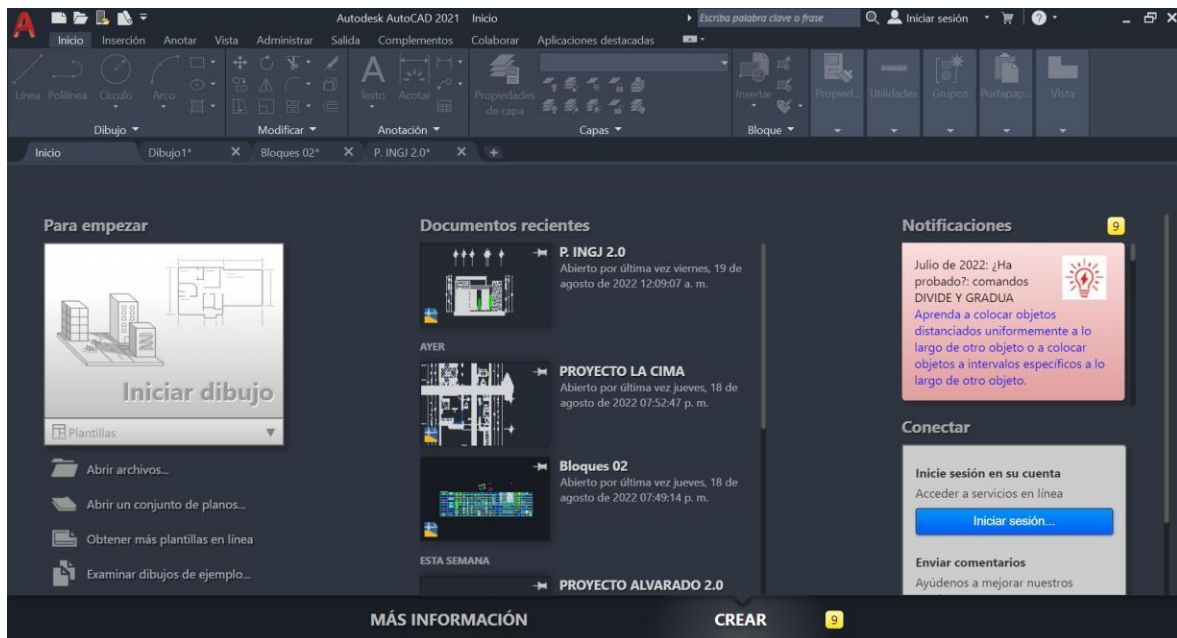 Autodesk AutoCAD 2021 Inicio
Escriba palabra clave o frase
Iniciar sesión
Inicio Inserción Anotar Vista Administrar Salida Complementos Colaborar Aplicaciones destacadas
Línea Polilínea Círculo Arco
Texto Acotar
Propiedades
de capa
Insertar
Propied... Utilidades Grupos Portapap... Vista
Dibujo Modificar Anotación Capas Bloque
Inicio Dibujo1* Bloques 02* P. INGJ 2.0*
Para empezar
Iniciar dibujo
Plantillas
Abrir archivos...
Abrir un conjunto de planos...
Obtener más plantillas en línea
Examinar dibujos de ejemplo...
Documentos recientes
P. INGJ 2.0
Abierto por última vez viernes, 19 de
agosto de 2022 12:09:07 a. m.
AYER
PROYECTO LA CIMA
Abierto por última vez jueves, 18 de
agosto de 2022 07:52:47 p. m.
Bloques 02
Abierto por última vez jueves, 18 de
agosto de 2022 07:49:14 p. m.
ESTA SEMANA
PROYECTO ALVARADO 2.0
Notificaciones 9
Julio de 2022: ¿Ha
probado?: comandos
DIVIDE Y GRADUA
Aprenda a colocar objetos
distanciados uniformemente a lo
largo de otro objeto o a colocar
objetos a intervalos específicos a lo
largo de otro objeto.
Conectar
Inicie sesión en su cuenta
Acceder a servicios en línea
Iniciar sesión...
Enviar comentarios
Ayúdenos a mejorar nuestros
MÁS INFORMACIÓN CREAR 9